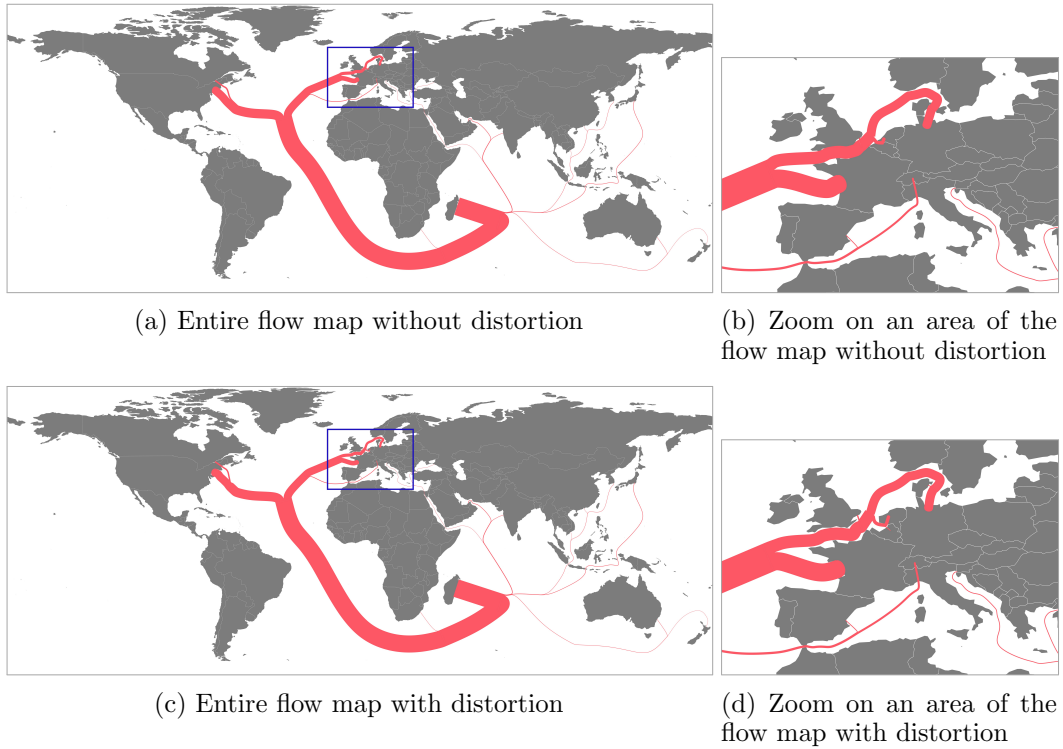 (a) Entire flow map without distortion
(b) Zoom on an area of the
flow map without distortion
(c) Entire flow map with distortion
(d) Zoom on an area of the
flow map with distortion